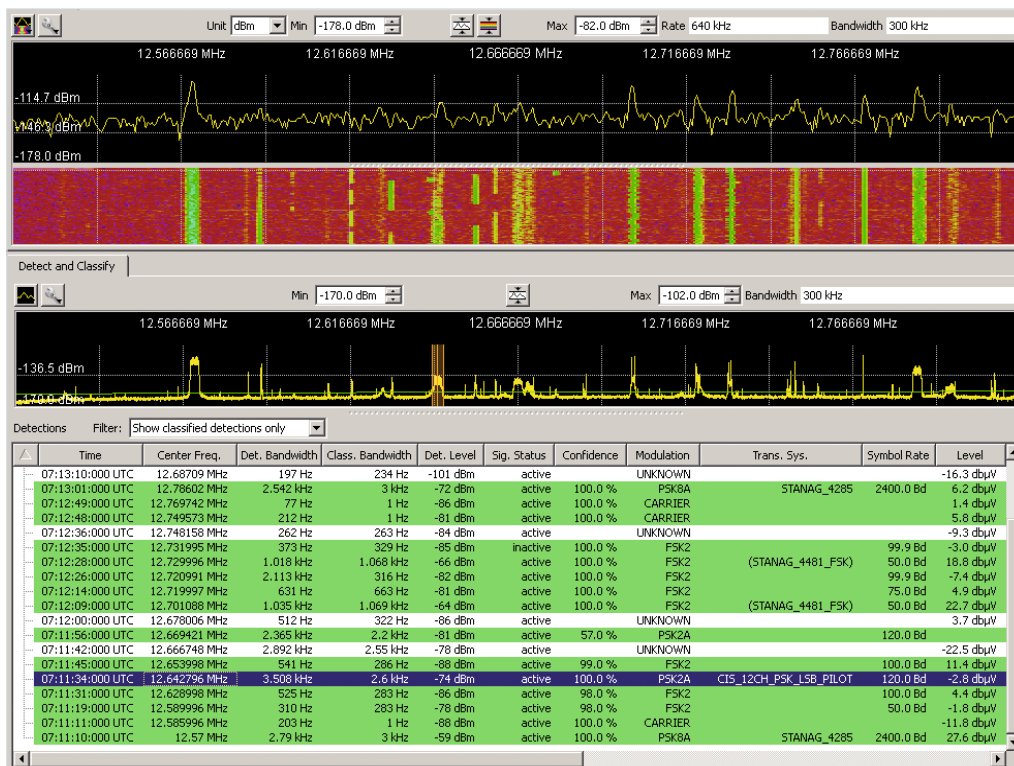 Unit dBm Min -178.0 dBm Max -82.0 dBm Rate 640 kHz Bandwidth 300 kHz
12.566669 MHz 12.616669 MHz 12.666669 MHz 12.716669 MHz 12.766669 MHz
-114.7 dBm
-146.3 dBm
-178.0 dBm
Detect and Classify
Min -170.0 dBm Max -102.0 dBm Bandwidth 300 kHz
12.566669 MHz 12.616669 MHz 12.666669 MHz 12.716669 MHz 12.766669 MHz
-136.5 dBm
-170.0 dBm
Detections Filter: Show classified detections only
Time Center Freq. Det. Bandwidth Class. Bandwidth Det. Level Sig. Status Confidence Modulation Trans. Sys. Symbol Rate Level
07:13:10:000 UTC 12.68709 MHz 197 Hz 234 Hz -101 dBm active UNKNOWN -16.3 dbµV
07:13:01:000 UTC 12.78602 MHz 2.542 kHz 3 kHz -72 dBm active 100.0 % PSK8A STANAG_4285 2400.0 Bd 6.2 dbµV
07:12:49:000 UTC 12.769742 MHz 77 Hz 1 Hz -86 dBm active 100.0 % CARRIER 1.4 dbµV
07:12:48:000 UTC 12.749573 MHz 212 Hz 1 Hz -81 dBm active 100.0 % CARRIER 5.8 dbµV
07:12:36:000 UTC 12.748158 MHz 262 Hz 263 Hz -84 dBm active UNKNOWN -9.3 dbµV
07:12:35:000 UTC 12.731995 MHz 373 Hz 329 Hz -85 dBm inactive 100.0 % FSK2 99.9 Bd -3.0 dbµV
07:12:28:000 UTC 12.729996 MHz 1.018 kHz 1.068 kHz -66 dBm active 100.0 % FSK2 (STANAG_4481_FSK) 50.0 Bd 18.8 dbµV
07:12:26:000 UTC 12.720991 MHz 2.113 kHz 316 Hz -82 dBm active 100.0 % FSK2 99.9 Bd -7.4 dbµV
07:12:14:000 UTC 12.719997 MHz 631 Hz 663 Hz -81 dBm active 100.0 % FSK2 75.0 Bd 4.9 dbµV
07:12:09:000 UTC 12.701088 MHz 1.035 kHz 1.069 kHz -64 dBm active 100.0 % FSK2 (STANAG_4481_FSK) 50.0 Bd 22.7 dbµV
07:12:00:000 UTC 12.678006 MHz 512 Hz 322 Hz -86 dBm active UNKNOWN 3.7 dbµV
07:11:56:000 UTC 12.669421 MHz 2.365 kHz 2.2 kHz -81 dBm active 57.0 % PSK2A 120.0 Bd
07:11:42:000 UTC 12.666748 MHz 2.892 kHz 2.55 kHz -78 dBm active UNKNOWN -22.5 dbµV
07:11:45:000 UTC 12.653998 MHz 541 Hz 286 Hz -88 dBm active 99.0 % FSK2 100.0 Bd 11.4 dbµV
07:11:34:000 UTC 12.642796 MHz 3.508 kHz 2.6 kHz -74 dBm active 100.0 % PSK2A CIS_12CH_PSK_LSB_PILOT 120.0 Bd -2.8 dbµV
07:11:31:000 UTC 12.628998 MHz 525 Hz 283 Hz -86 dBm active 98.0 % FSK2 100.0 Bd 4.4 dbµV
07:11:19:000 UTC 12.589996 MHz 310 Hz 283 Hz -78 dBm active 98.0 % FSK2 50.0 Bd -1.8 dbµV
07:11:11:000 UTC 12.585996 MHz 203 Hz 1 Hz -88 dBm active 100.0 % CARRIER -11.8 dbµV
07:11:10:000 UTC 12.57 MHz 2.79 kHz 3 kHz -59 dBm active 100.0 % PSK8A STANAG_4285 2400.0 Bd 27.6 dbµV